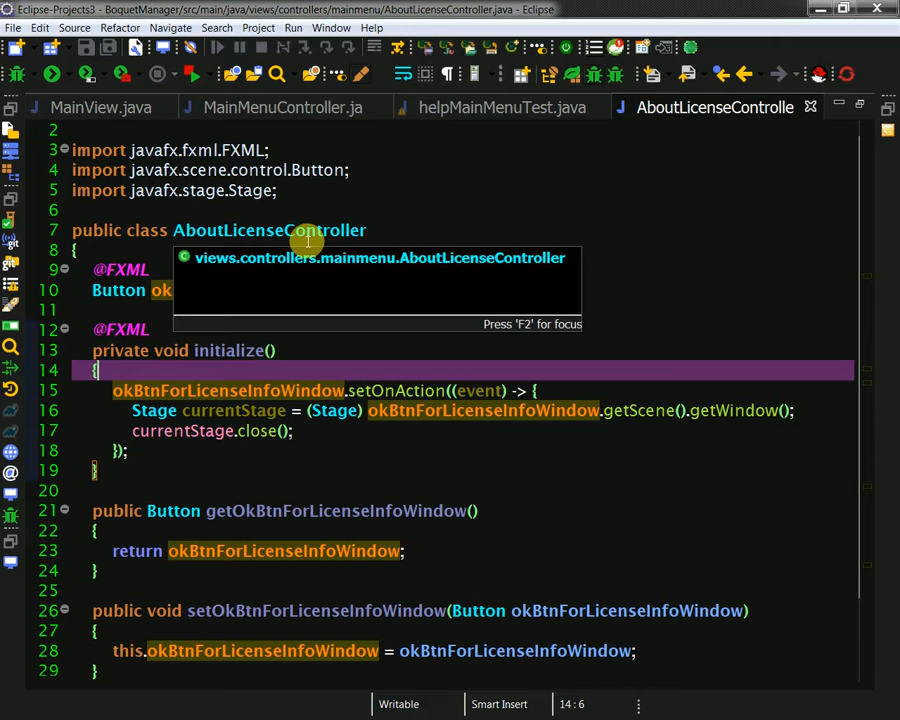 Eclipse-Projects3 - BoquetManager/src/main/java/views/controllers/mainmenu/AboutLicenseController.java - Eclipse
File Edit Source Refactor Navigate Search Project Run Window Help
MainView.java MainMenuController.ja helpMainMenuTest.java AboutLicenseControlle
2
3 import javafx.fxml.FXML;
4 import javafx.scene.control.Button;
5 import javafx.stage.Stage;
6
7 public class AboutLicenseController
8 {
views.controllers.mainmenu.AboutLicenseController
9 @FXML
10 Button ok
11
Press 'F2' for focus
12 @FXML
13 private void initialize()
14 {
15 okBtnForLicenseInfoWindow.setOnAction((event) -> {
16 Stage currentStage = (Stage) okBtnForLicenseInfoWindow.getScene().getWindow();
17 currentStage.close();
18 });
19 }
20
21 public Button getOkBtnForLicenseInfoWindow()
22 {
23 return okBtnForLicenseInfoWindow;
24 }
25
26 public void setOkBtnForLicenseInfoWindow(Button okBtnForLicenseInfoWindow)
27 {
28 this.okBtnForLicenseInfoWindow = okBtnForLicenseInfoWindow;
29 }
Writable Smart Insert 14 : 6